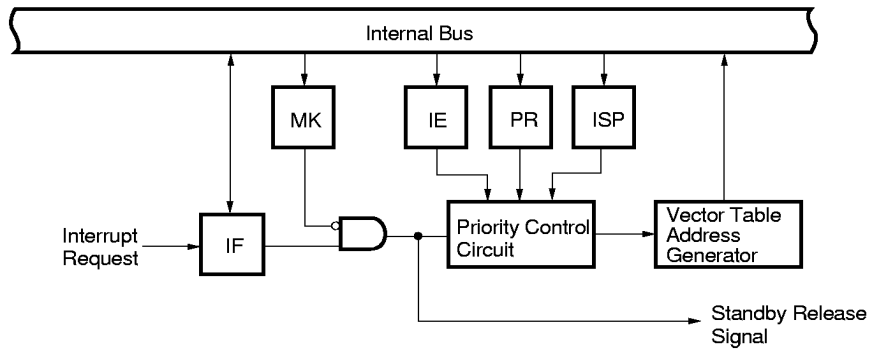 Internal Bus
MK
IE
PR
ISP
Interrupt
Request
IF
Priority Control
Circuit
Vector Table
Address
Generator
Standby Release
Signal